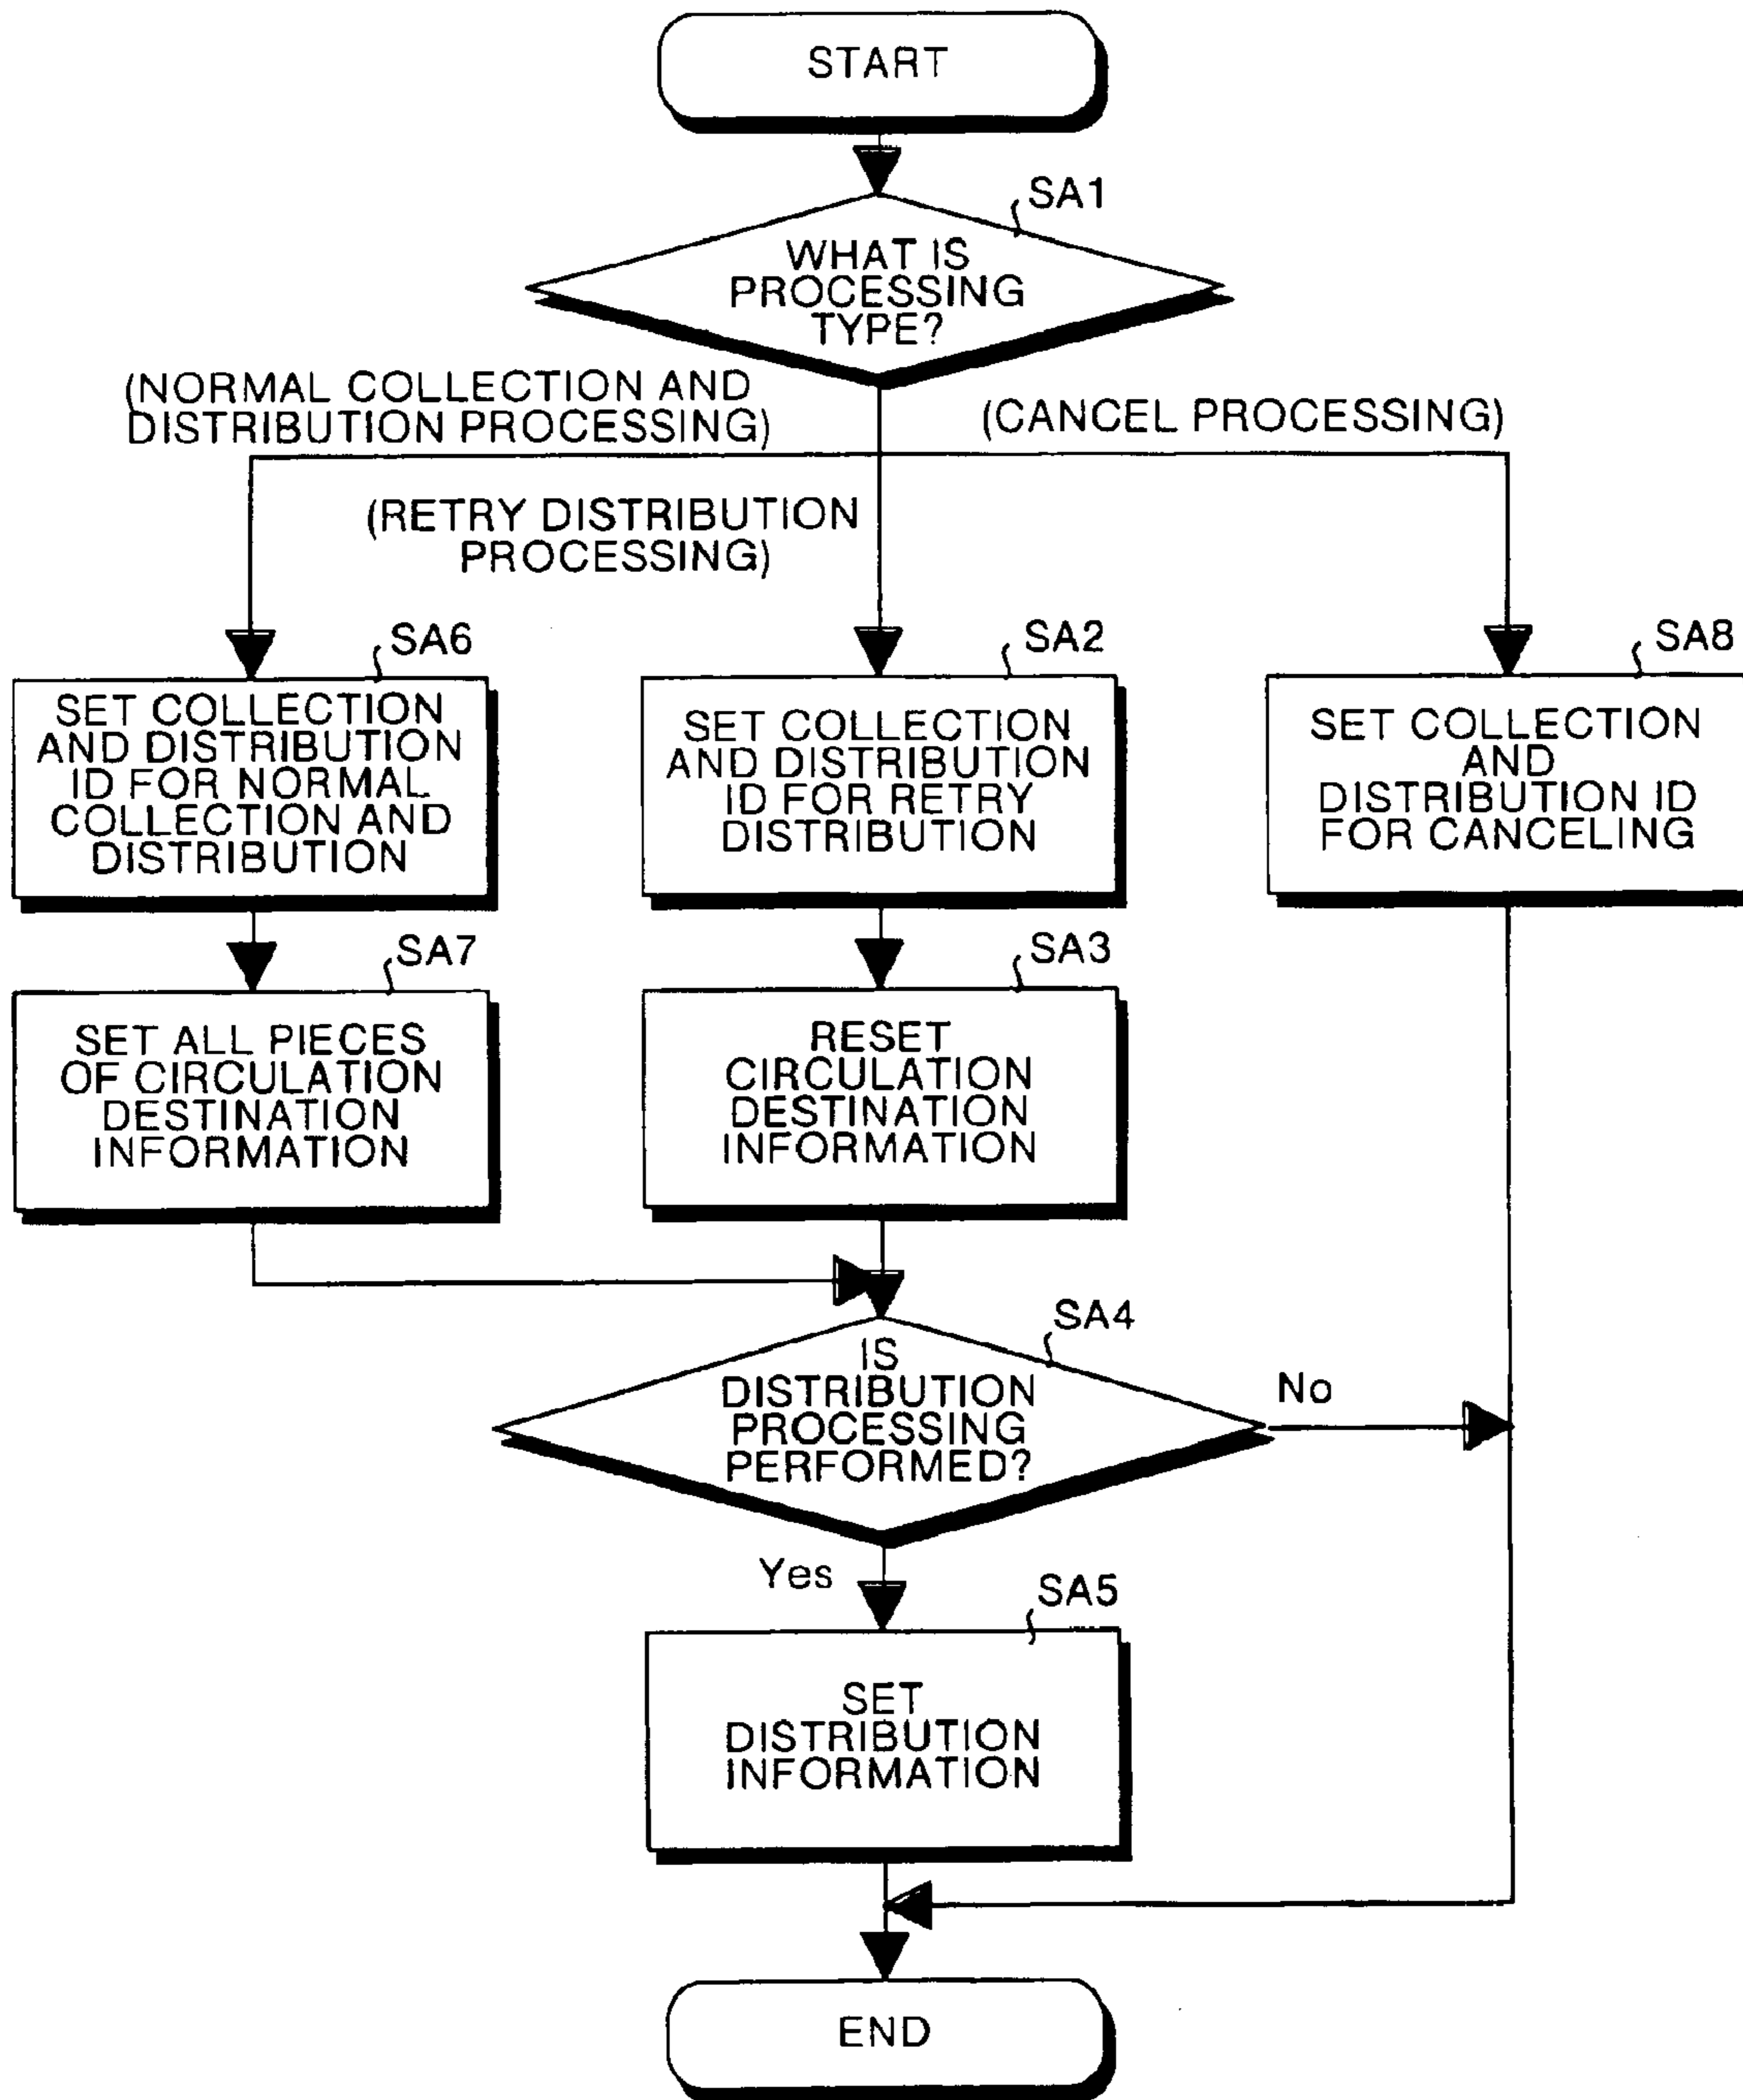 START
SA1
WHAT IS
PROCESSING
TYPE?
(NORMAL COLLECTION AND
DISTRIBUTION PROCESSING)
(CANCEL PROCESSING)
(RETRY DISTRIBUTION
PROCESSING)
SA6
SET COLLECTION
AND DISTRIBUTION
ID FOR NORMAL
COLLECTION AND
DISTRIBUTION
SA2
SET COLLECTION
AND DISTRIBUTION
ID FOR RETRY
DISTRIBUTION
SA8
SET COLLECTION
AND
DISTRIBUTION ID
FOR CANCELING
SA7
SET ALL PIECES
OF CIRCULATION
DESTINATION
INFORMATION
SA3
RESET
CIRCULATION
DESTINATION
INFORMATION
SA4
IS
DISTRIBUTION
PROCESSING
PERFORMED?
No
Yes
SA5
SET
DISTRIBUTION
INFORMATION
END